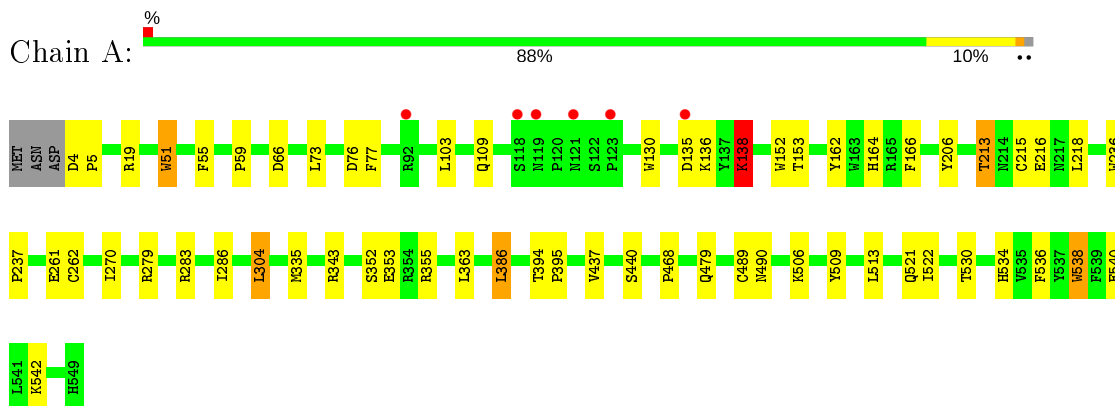 %
Chain A:
88% 10% ••
MET ASN ASP D4 P5 R19 W51 F55 P59 D66 L73 D76 F77 R92 L103 Q109 S118 N119 P120 N121 S122 P123 W130 D135 K136 Y137 K138 W152 T153 Y162 W163 H164 R165 F166 Y206 T213 N214 C215 E216 N217 L218 W236
P237 E261 C262 I270 R279 R283 I286 L304 M335 R343 S352 E353 R354 R355 L363 L386 T394 P395 V437 S440 P468 Q479 C489 N490 K506 Y509 L513 Q521 I522 T530 H534 V535 F536 Y537 W538 F539
L541 K542 H549